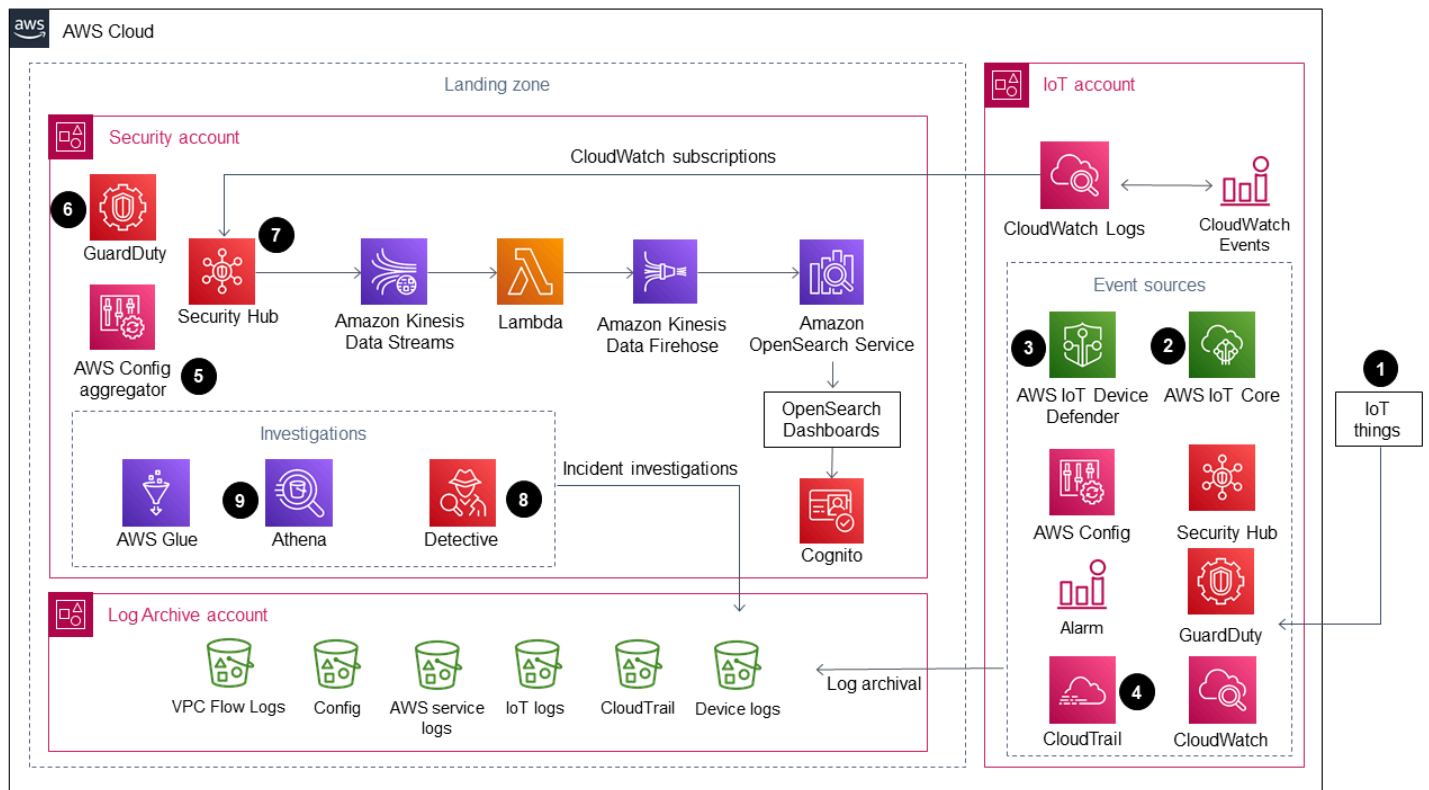 aws
AWS Cloud
Landing zone
IoT account
Security account
CloudWatch subscriptions
CloudWatch Logs
CloudWatch
Events
6
GuardDuty
7
Security Hub
Amazon Kinesis
Data Streams
Lambda
Amazon Kinesis
Data Firehose
Amazon
OpenSearch Service
AWS Config
aggregator
5
OpenSearch
Dashboards
Cognito
Investigations
AWS Glue
9
Athena
8
Detective
Incident investigations
Event sources
3
AWS IoT Device
Defender
2
AWS IoT Core
1
IoT
things
AWS Config
Security Hub
Alarm
GuardDuty
4
CloudTrail
CloudWatch
Log Archive account
VPC Flow Logs
Config
AWS service
logs
IoT logs
CloudTrail
Device logs
Log archival